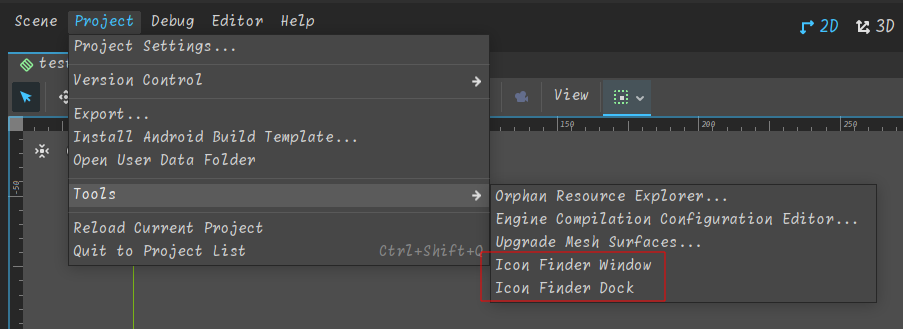 Scene Project Debug Editor Help
2D 3D
Project Settings...
Version Control
View
Export...
Install Android Build Template...
Open User Data Folder
150 200 250
-50
Tools
Orphan Resource Explorer...
Engine Compilation Configuration Editor...
Upgrade Mesh Surfaces...
Icon Finder Window
Icon Finder Dock
Reload Current Project
Quit to Project List Ctrl+Shift+Q